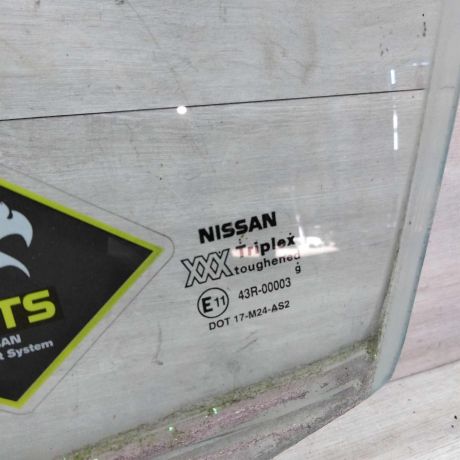 NISSAN
XXX Triplex
toughened
g
E11 43R-00003
DOT 17-M24-AS2
TS
SAN
t System